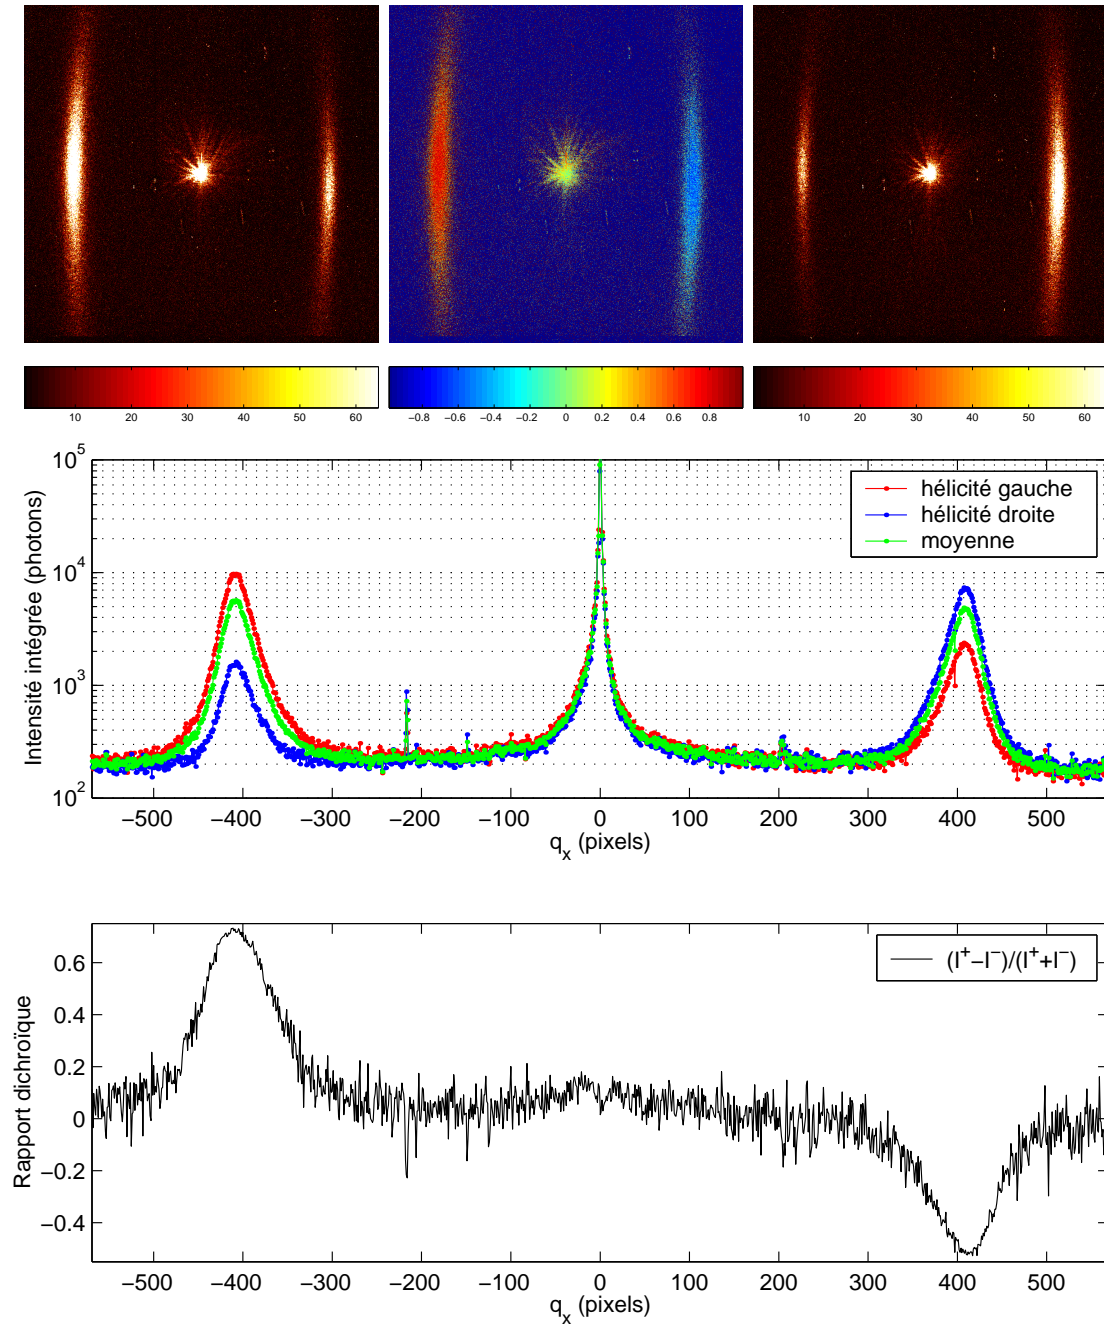 10 20 30 40 50 60
−0.8 −0.6 −0.4 −0.2 0 0.2 0.4 0.6 0.8
10 20 30 40 50 60
10^5
10^4
10^3
10^2
Intensité intégrée (photons)
hélicité gauche
hélicité droite
moyenne
−500 −400 −300 −200 −100 0 100 200 300 400 500
q_x (pixels)
0.6
0.4
0.2
0
−0.2
−0.4
Rapport dichroïque
(I^+−I^−)/(I^++I^−)
−500 −400 −300 −200 −100 0 100 200 300 400 500
q_x (pixels)